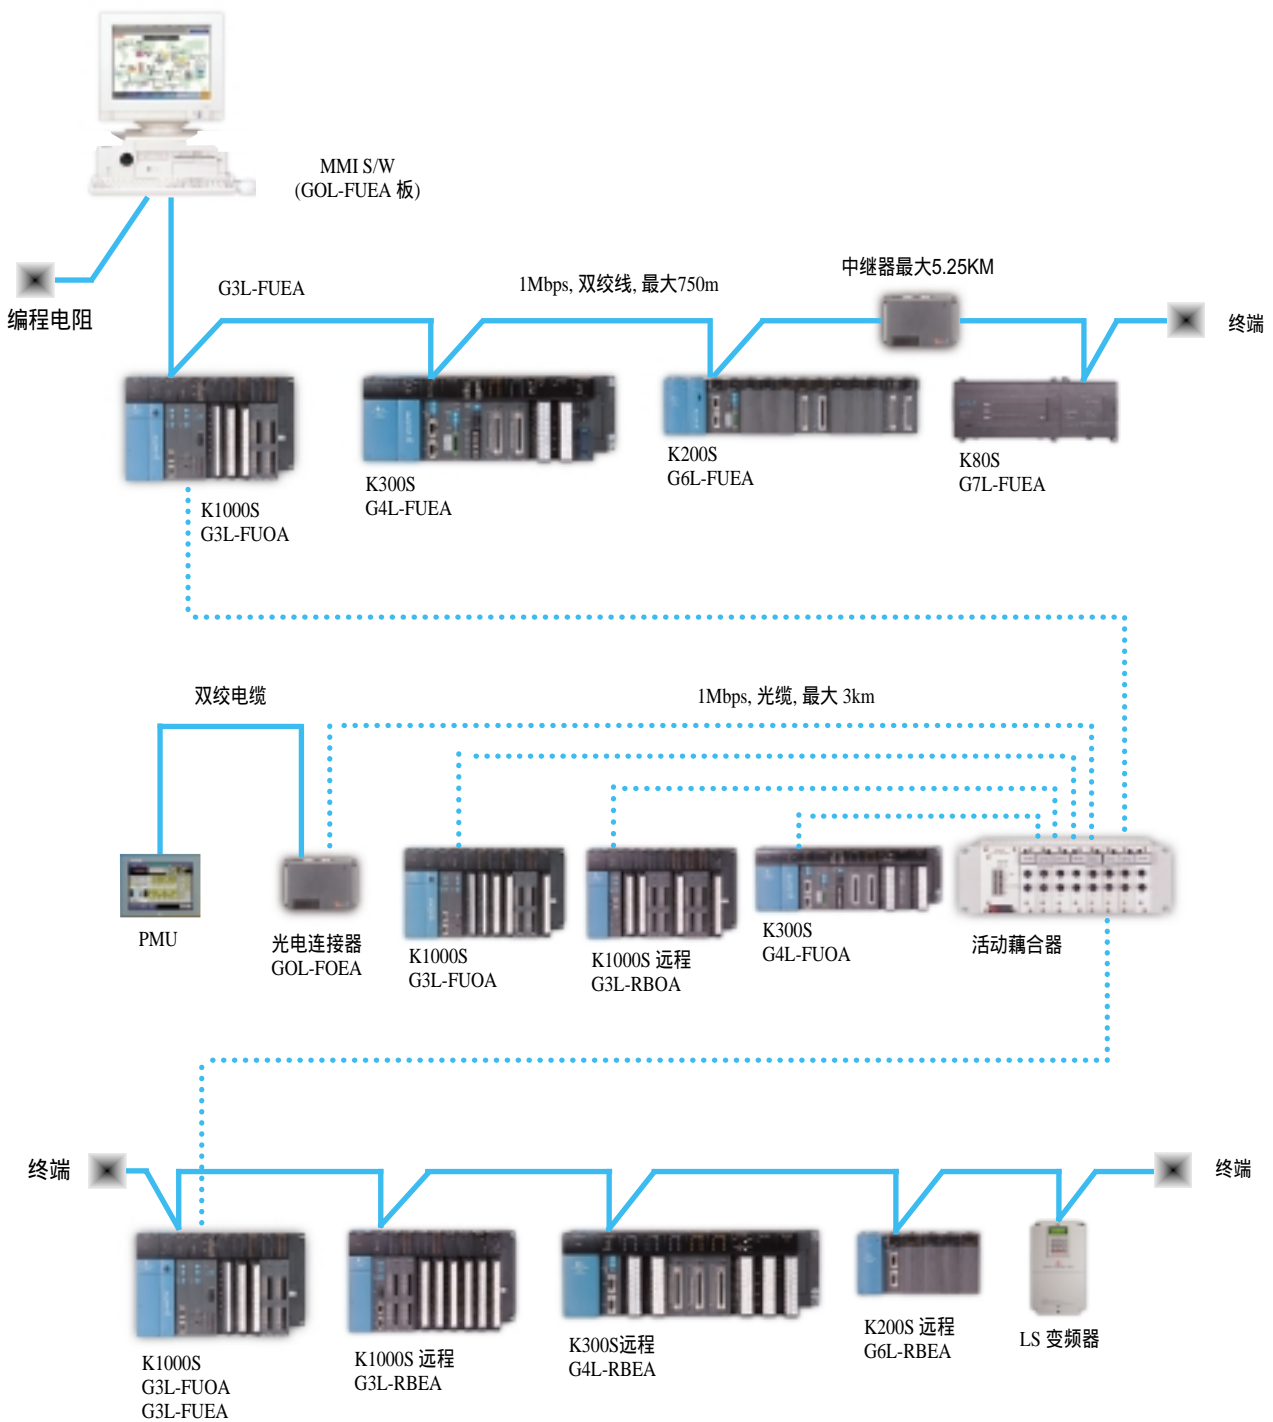 MMI S/W
(GOL-FUEA 板)
编程电阻
G3L-FUEA
1Mbps, 双绞线, 最大750m
中继器最大5.25KM
终端
K1000S
G3L-FUOA
K300S
G4L-FUEA
K200S
G6L-FUEA
K80S
G7L-FUEA
双绞电缆
1Mbps, 光缆, 最大 3km
PMU
光电连接器
GOL-FOEA
K1000S
G3L-FUOA
K1000S 远程
G3L-RBOA
K300S
G4L-FUOA
活动藕合器
终端
终端
K1000S
G3L-FUOA
G3L-FUEA
K1000S 远程
G3L-RBEA
K300S远程
G4L-RBEA
K200S 远程
G6L-RBEA
LS 变频器